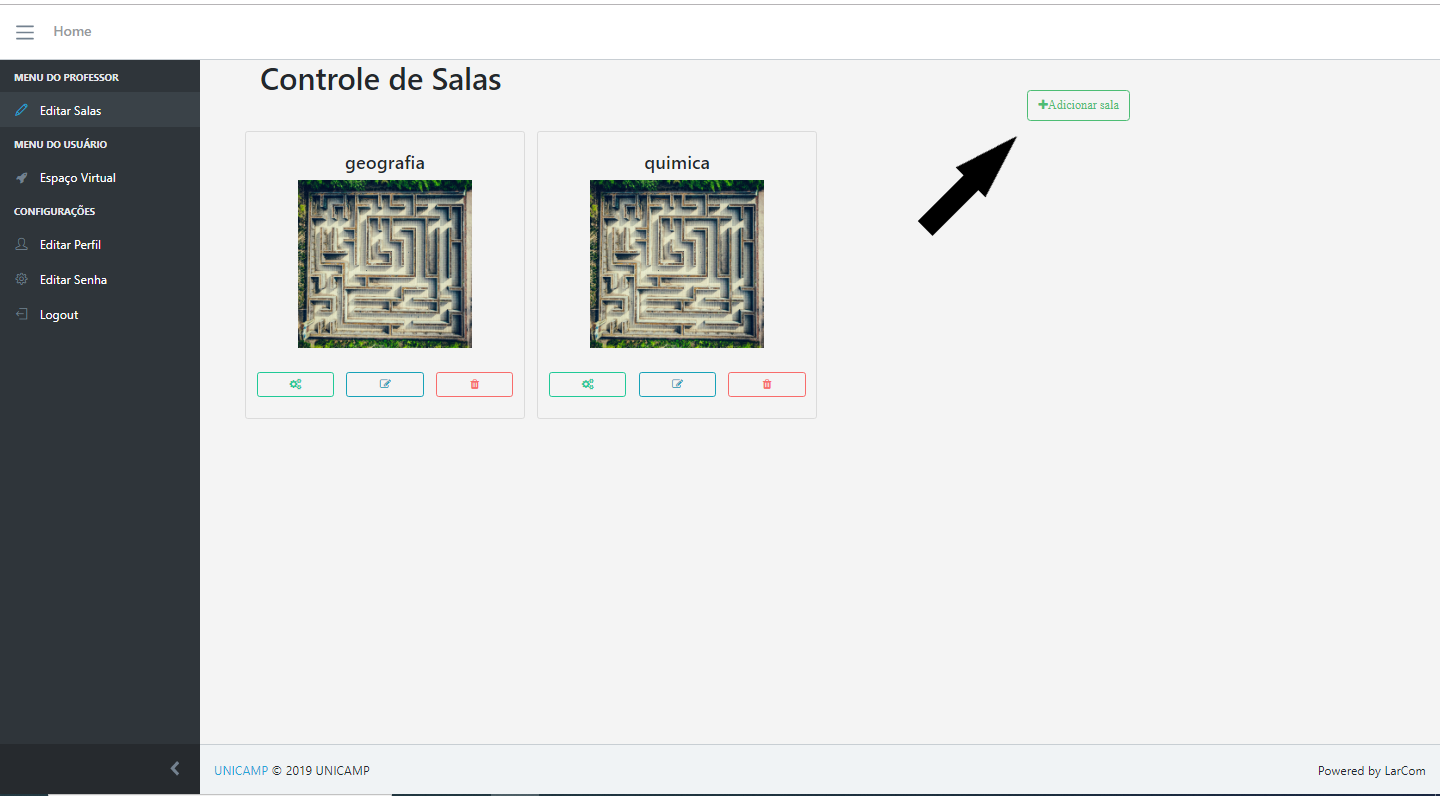 Home
MENU DO PROFESSOR
Editar Salas
MENU DO USUÁRIO
Espaço Virtual
CONFIGURAÇÕES
Editar Perfil
Editar Senha
Logout
Controle de Salas
Adicionar sala
geografia
quimica
UNICAMP © 2019 UNICAMP
Powered by LarCom